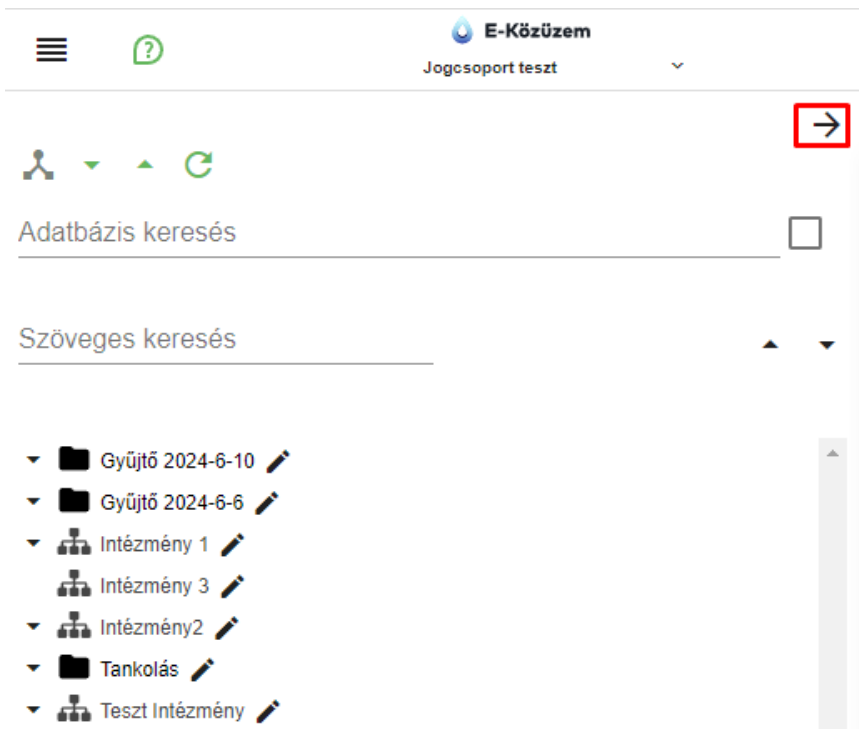 E-Közüzem
Jogcsoport teszt
Adatbázis keresés
Szöveges keresés
Gyűjtő 2024-6-10
Gyűjtő 2024-6-6
Intézmény 1
Intézmény 3
Intézmény2
Tankolás
Teszt Intézmény